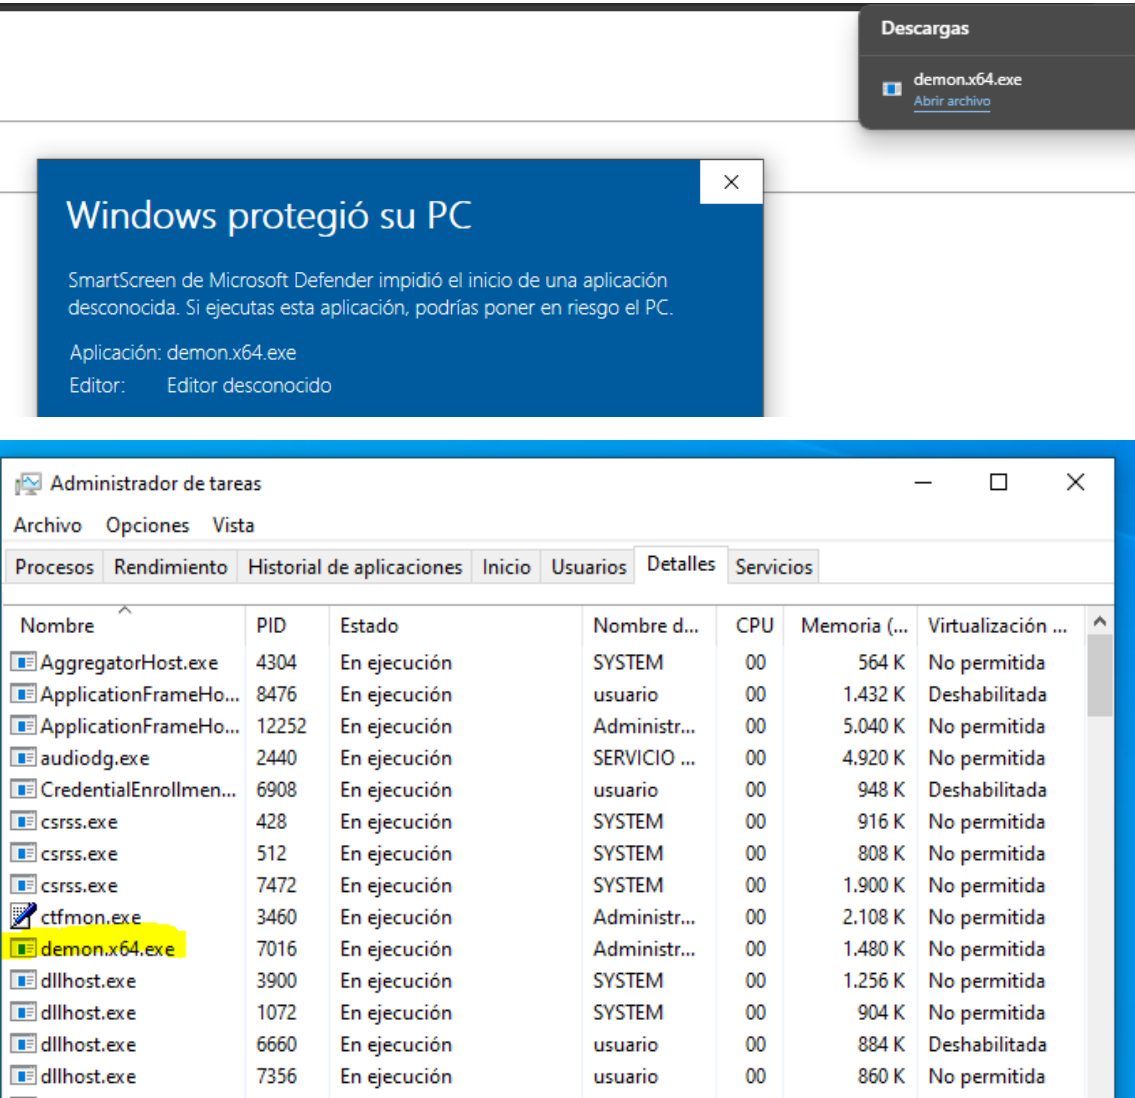 Descargas
demon.x64.exe
Abrir archivo
Windows protegió su PC
SmartScreen de Microsoft Defender impidió el inicio de una aplicación
desconocida. Si ejecutas esta aplicación, podrías poner en riesgo el PC.
Aplicación: demon.x64.exe
Editor: Editor desconocido
Administrador de tareas
Archivo Opciones Vista
Procesos Rendimiento Historial de aplicaciones Inicio Usuarios Detalles Servicios
Nombre PID Estado Nombre d... CPU Memoria (... Virtualización ...
AggregatorHost.exe 4304 En ejecución SYSTEM 00 564 K No permitida
ApplicationFrameHo... 8476 En ejecución usuario 00 1.432 K Deshabilitada
ApplicationFrameHo... 12252 En ejecución Administr... 00 5.040 K No permitida
audiodg.exe 2440 En ejecución SERVICIO ... 00 4.920 K No permitida
CredentialEnrollmen... 6908 En ejecución usuario 00 948 K Deshabilitada
csrss.exe 428 En ejecución SYSTEM 00 916 K No permitida
csrss.exe 512 En ejecución SYSTEM 00 808 K No permitida
csrss.exe 7472 En ejecución SYSTEM 00 1.900 K No permitida
ctfmon.exe 3460 En ejecución Administr... 00 2.108 K No permitida
demon.x64.exe 7016 En ejecución Administr... 00 1.480 K No permitida
dllhost.exe 3900 En ejecución SYSTEM 00 1.256 K No permitida
dllhost.exe 1072 En ejecución SYSTEM 00 904 K No permitida
dllhost.exe 6660 En ejecución usuario 00 884 K Deshabilitada
dllhost.exe 7356 En ejecución usuario 00 860 K No permitida